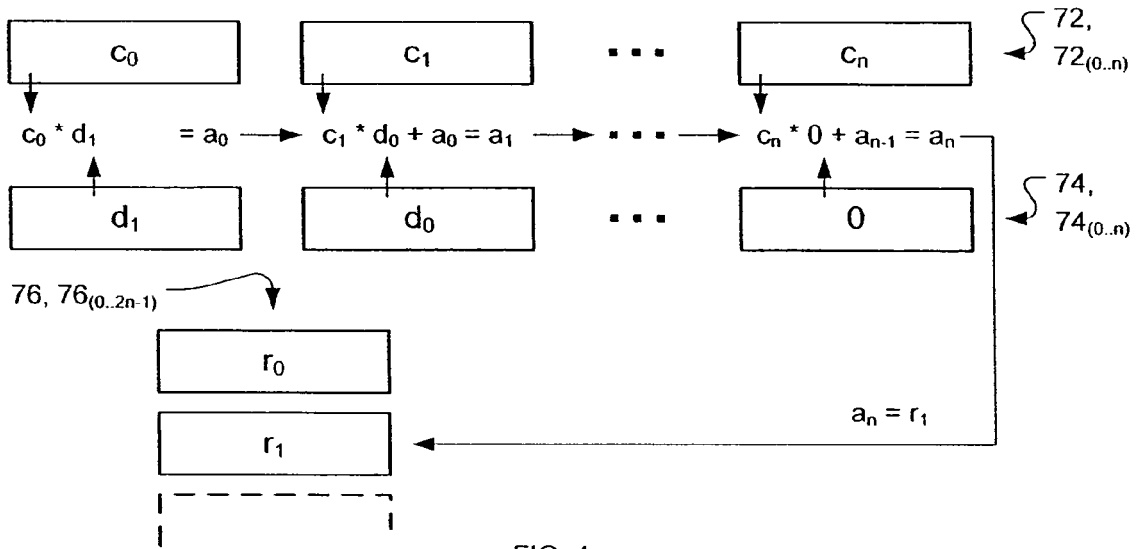 c₀ c₁ ... cₙ 72,
72₍₀..ₙ₎
c₀ * d₁ = a₀ c₁ * d₀ + a₀ = a₁ ... cₙ * 0 + aₙ₋₁ = aₙ
d₁ d₀ ... 0 74,
74₍₀..ₙ₎
76, 76₍₀..₂ₙ₋₁₎
r₀
aₙ = r₁
r₁